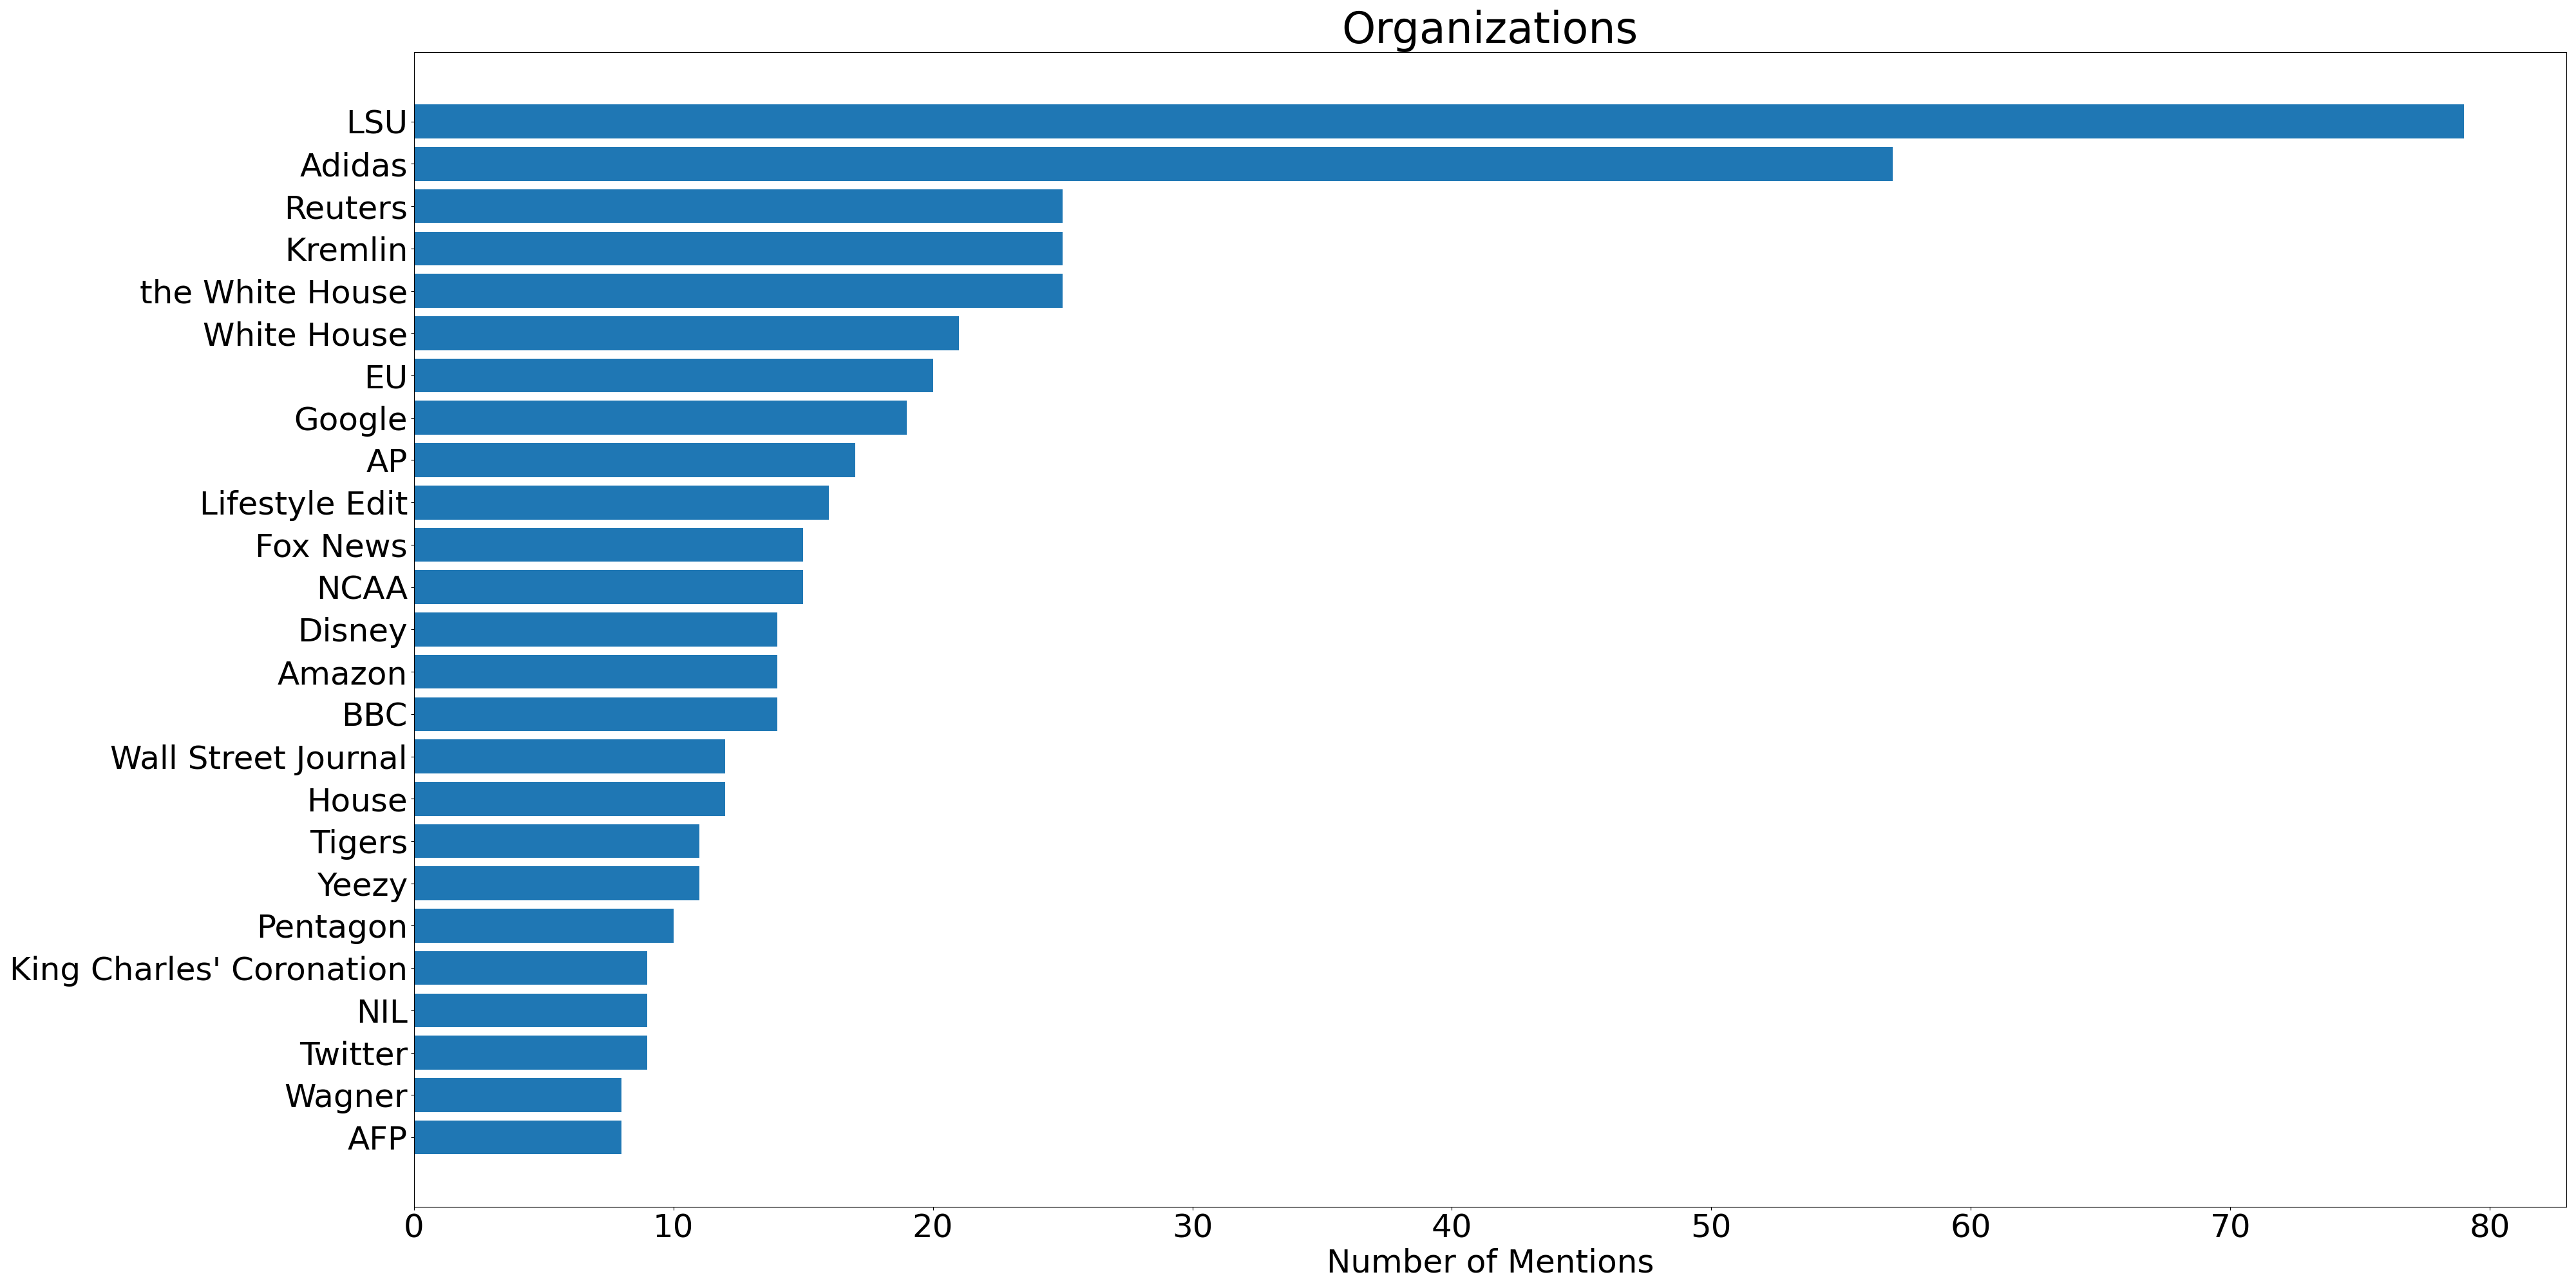 Organizations
LSU
Adidas
Reuters
Kremlin
the White House
White House
EU
Google
AP
Lifestyle Edit
Fox News
NCAA
Disney
Amazon
BBC
Wall Street Journal
House
Tigers
Yeezy
Pentagon
King Charles' Coronation
NIL
Twitter
Wagner
AFP
0 10 20 30 40 50 60 70 80
Number of Mentions